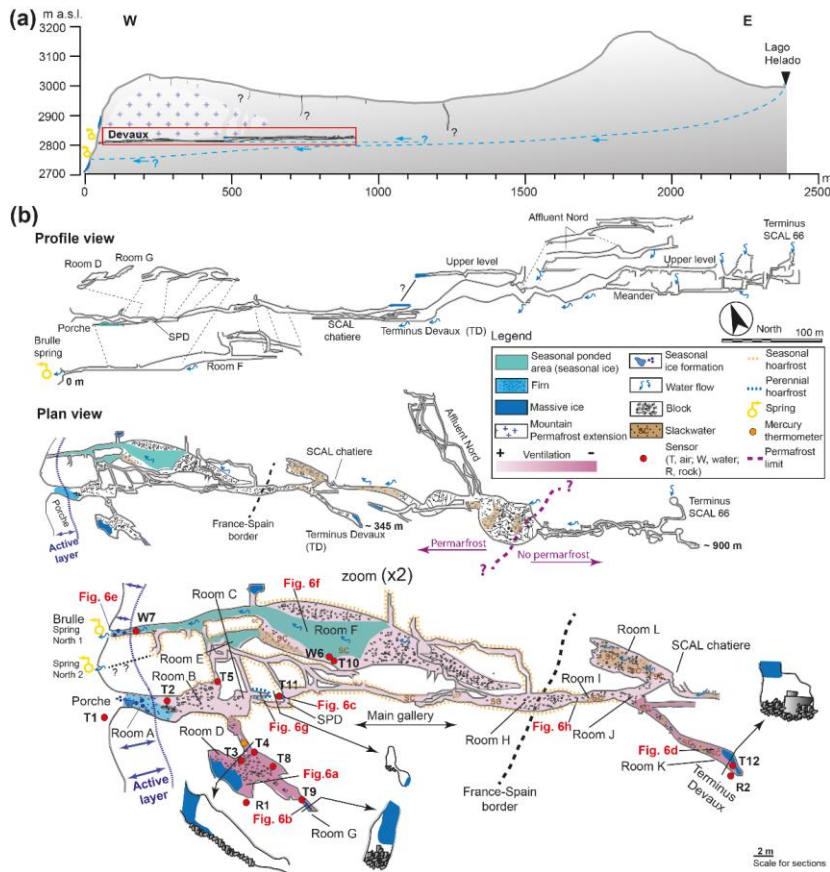 (a)
m a.s.l.
W
E
3200
3100
3000
2900
2800
2700
Lago
Helado
?
?
?
Devaux
?
?
0
500
1000
1500
2000
2500
m
(b)
Profile view
Room D
Room G
Porche
SPD
Brulle
spring
0 m
Room F
SCAL
chatiere
Terminus Devaux (TD)
?
Upper level
Affluent Nord
Upper level
Meander
Terminus
SCAL 66
North
100 m
Legend
Seasonal ponded
area (seasonal ice)
Firn
Massive ice
Mountain
Permafrost extension
+ Ventilation -
Seasonal
ice formation
Water flow
Block
Slackwater
Sensor
(T, air; W, water;
R, rock)
Seasonal
hoarfrost
Perennial
hoarfrost
Spring
Mercury
thermometer
Permafrost
limit
Plan view
Porche
Active
layer
France-Spain
border
SCAL chatiere
Terminus Devaux
(TD)
~ 345 m
Affluent Nord
?
Permarfrost
No permarfrost
?
Terminus
SCAL 66
~ 900 m
zoom (x2)
Fig. 6e
W7
Brulle
Spring
North 1
Spring
North 2
? ?
Porche
T1
Room A
Active
layer
Room B
T2
Room E
T5
Room C
Fig. 6f
Room F
SC
W6
T10
T11
Fig. 6c
SPD
Fig. 6g
Room D
T3
T4
T8
Fig.6a
R1
T9
Fig. 6b
Room G
Main gallery
SC
SB
Room H
SB
Room I
Fig. 6h
France-Spain
border
Room J
Room L
SCAL chatiere
Fig. 6d
Room K
T12
R2
Terminus
Devaux
2 m
Scale for sections